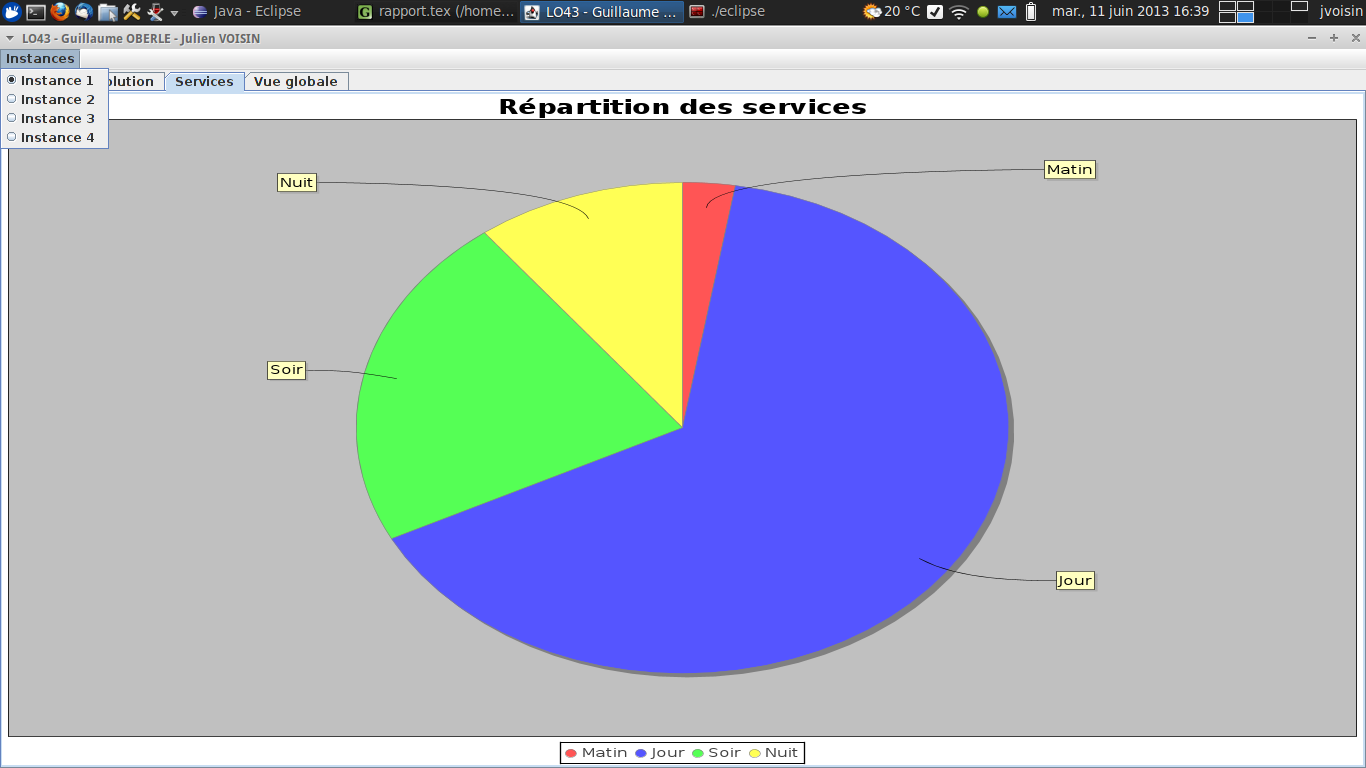 Java - Eclipse
rapport.tex (/home...
LO43 - Guillaume ...
./eclipse
20 °C
mar., 11 juin 2013 16:39
jvoisin
LO43 - Guillaume OBERLE - Julien VOISIN
Instances
Instance 1
Instance 2
Instance 3
Instance 4
olution
Services
Vue globale
Répartition des services
Nuit
Matin
Soir
Jour
Matin Jour Soir Nuit